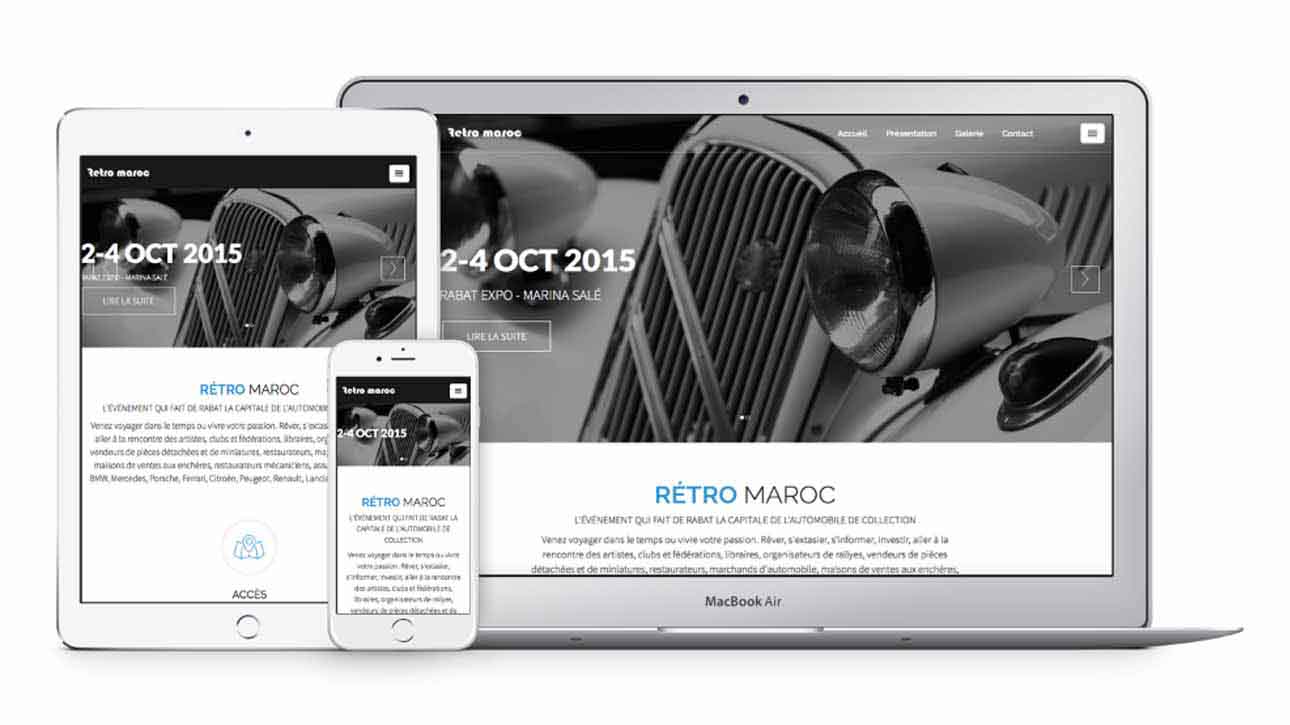 Retro maroc
2-4 OCT 2015
RABAT EXPO - MARINA SALÉ
LIRE LA SUITE
RÉTRO MAROC
L'ÉVÉNEMENT QUI FAIT DE RABAT LA CAPITALE DE L'AUTOMOBILE
Venez voyager dans le temps ou vivre votre passion. Rêver, s'extasier
aller à la rencontre des artistes, clubs et fédérations, libraires,
vendeurs de pièces détachées et de miniatures, restaurateurs,
maisons de ventes aux enchères, restaurateurs mécaniciens,
BMW, Mercedes, Porsche, Ferrari, Citroën, Peugeot, Renault, Lancia
ACCÈS
Retro maroc
2-4 OCT 2015
RÉTRO MAROC
L'ÉVÉNEMENT QUI FAIT DE RABAT LA
CAPITALE DE L'AUTOMOBILE DE
COLLECTION
Venez voyager dans le temps ou vivre
votre passion. Rêver, s'extasier,
s'informer, investir, aller à la rencontre
des artistes, clubs et fédérations,
libraires, organisateurs de rallyes,
vendeurs de pièces détachées et de
Retro maroc
Accueil Présentation Galerie Contact
2-4 OCT 2015
RABAT EXPO - MARINA SALÉ
LIRE LA SUITE
RÉTRO MAROC
L'ÉVÉNEMENT QUI FAIT DE RABAT LA CAPITALE DE L'AUTOMOBILE DE COLLECTION
Venez voyager dans le temps ou vivre votre passion. Rêver, s'extasier, s'informer, investir, aller à la
rencontre des artistes, clubs et fédérations, libraires, organisateurs de rallyes, vendeurs de pièces
détachées et de miniatures, restaurateurs, marchands d'automobile, maisons de ventes aux enchères,
MacBook Air